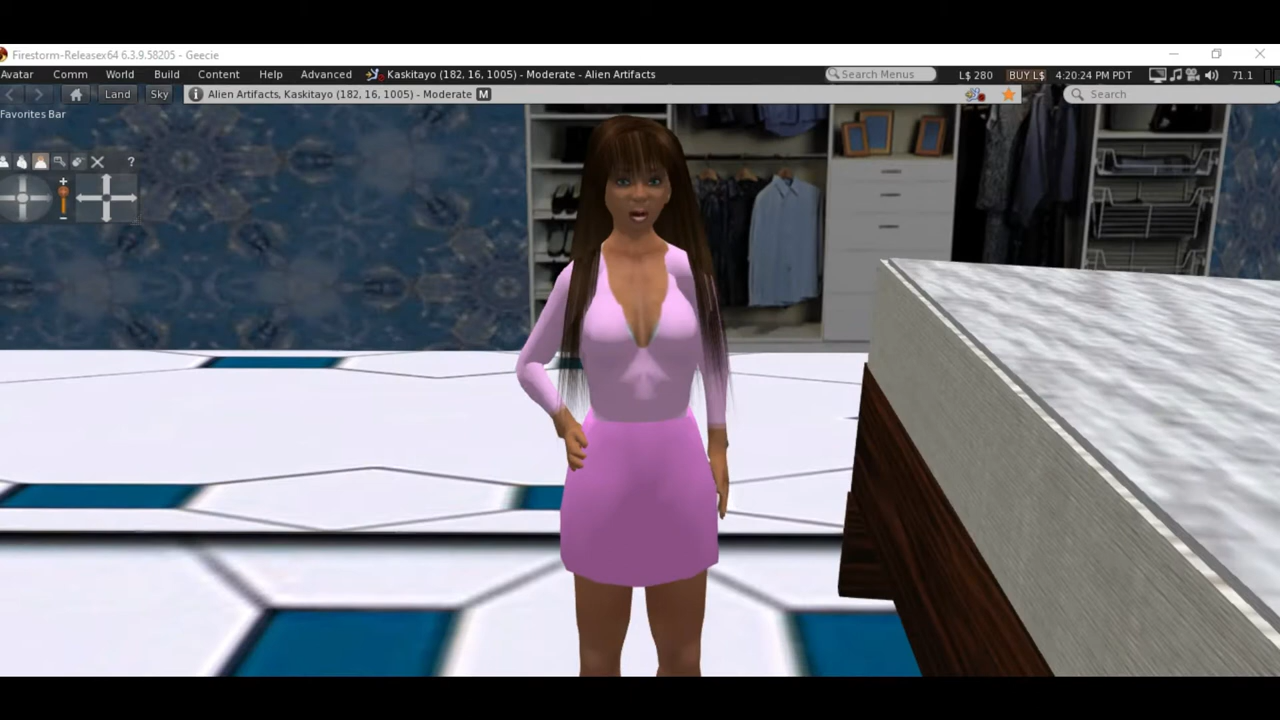 Firestorm-Releasex64 6.3.9.58205 - Geecie
Avatar Comm World Build Content Help Advanced Kaskitayo (182, 16, 1005) - Moderate - Alien Artifacts Search Menus L$ 280 BUY L$ 4:20:24 PM PDT 71.1
Land Sky Alien Artifacts, Kaskitayo (182, 16, 1005) - Moderate M Search
Favorites Bar
?